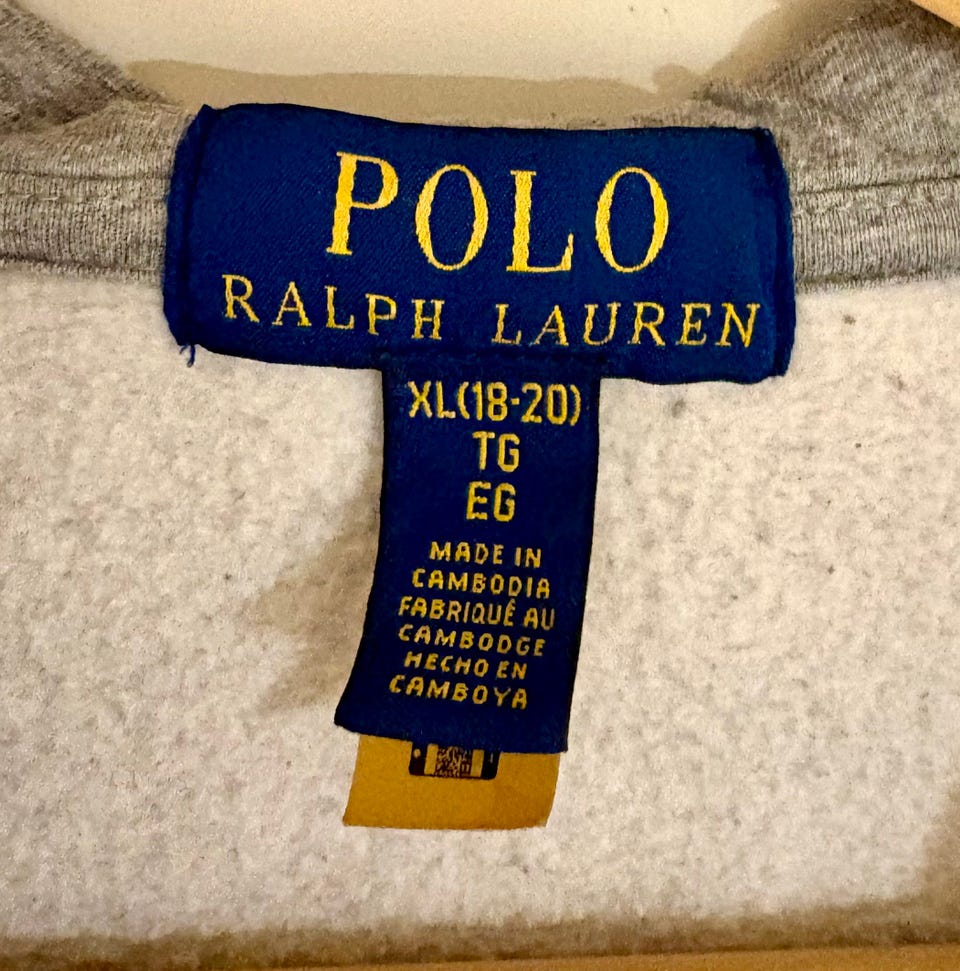 POLO
RALPH LAUREN
XL(18-20)
TG
EG
MADE IN
CAMBODIA
FABRIQUÉ AU
CAMBODGE
HECHO EN
CAMBOYA